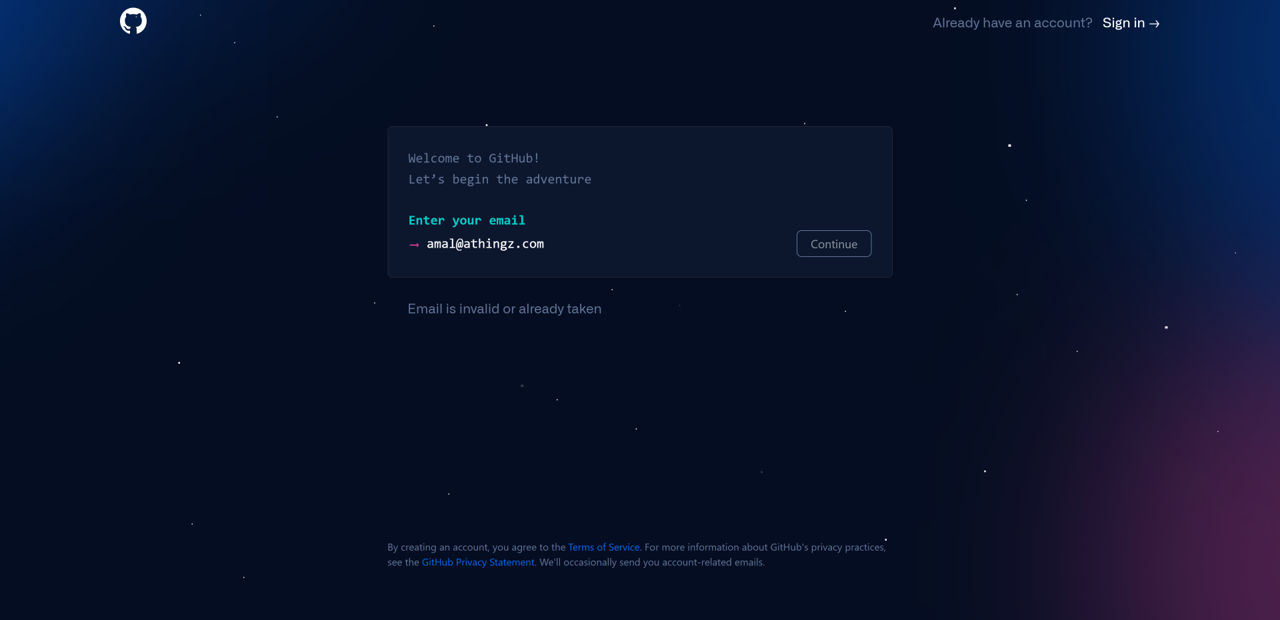 Already have an account? Sign in →
Welcome to GitHub!
Let’s begin the adventure
Enter your email
→ amal@athingz.com
Continue
Email is invalid or already taken
By creating an account, you agree to the Terms of Service. For more information about GitHub's privacy practices,
see the GitHub Privacy Statement. We'll occasionally send you account-related emails.